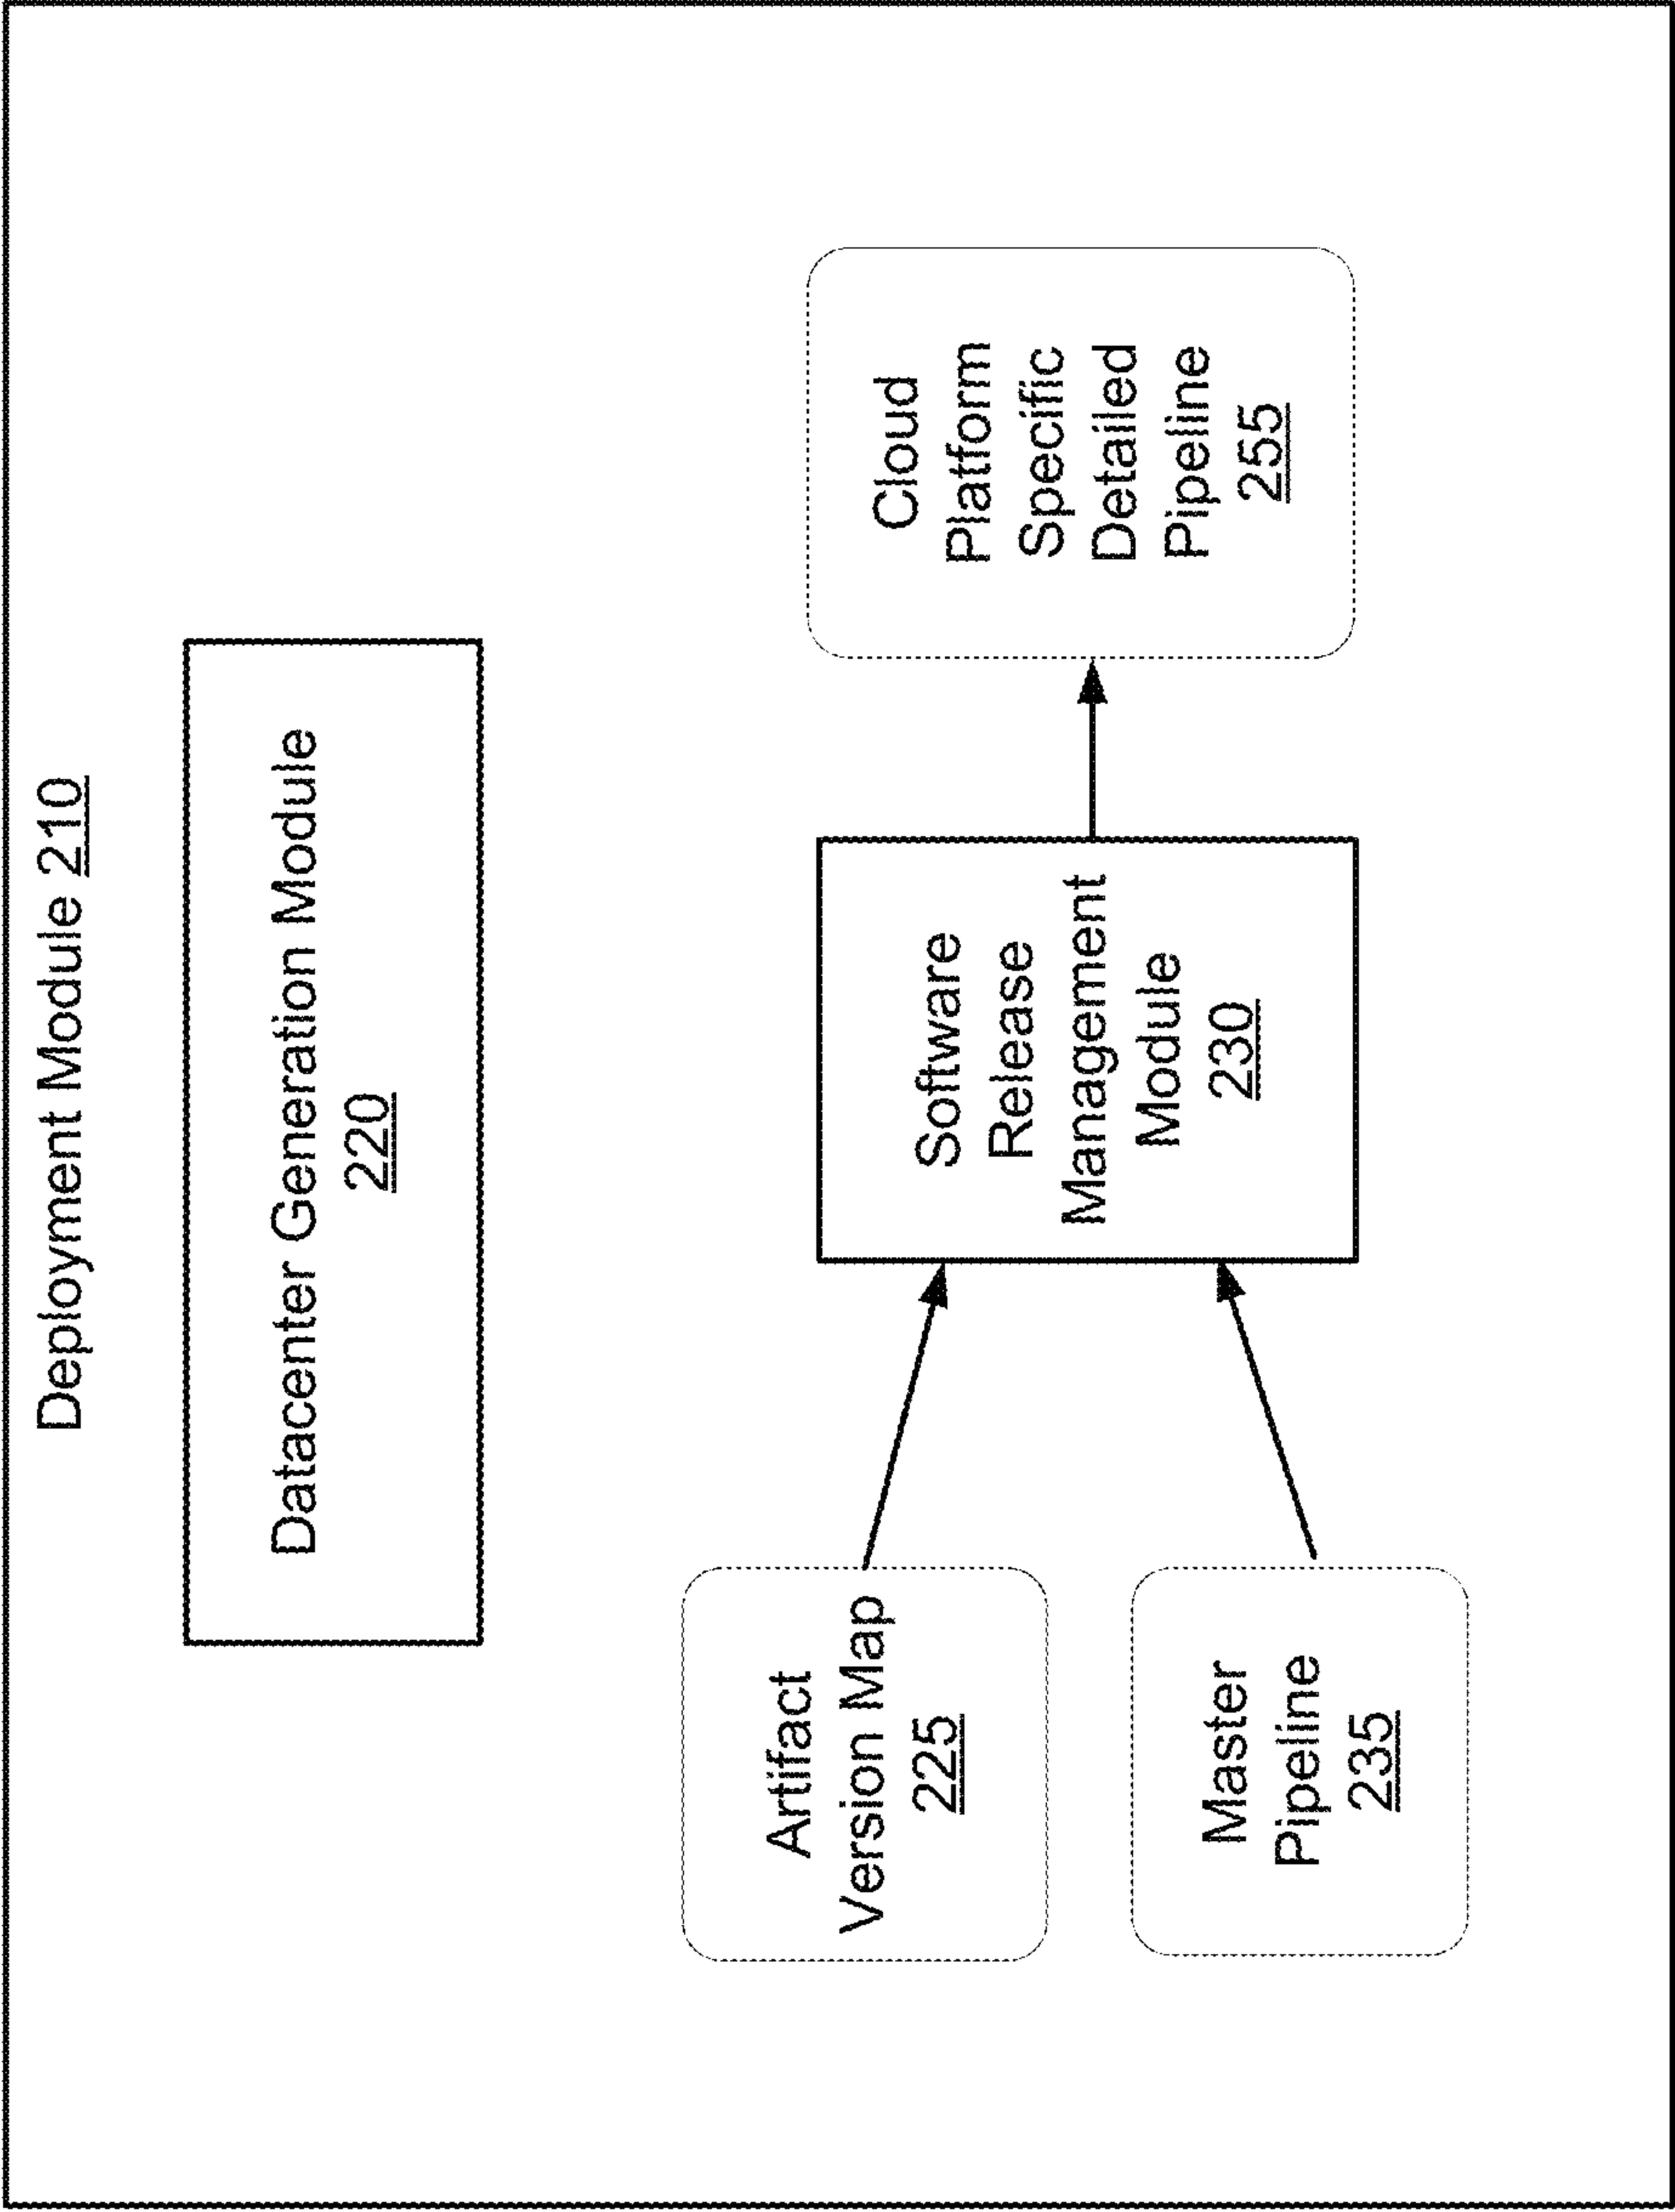 Deployment Module 210
Datacenter Generation Module
220
Artifact
Version Map
225
Master
Pipeline
235
Software
Release
Management
Module
230
Cloud
Platform
Specific
Detailed
Pipeline
255